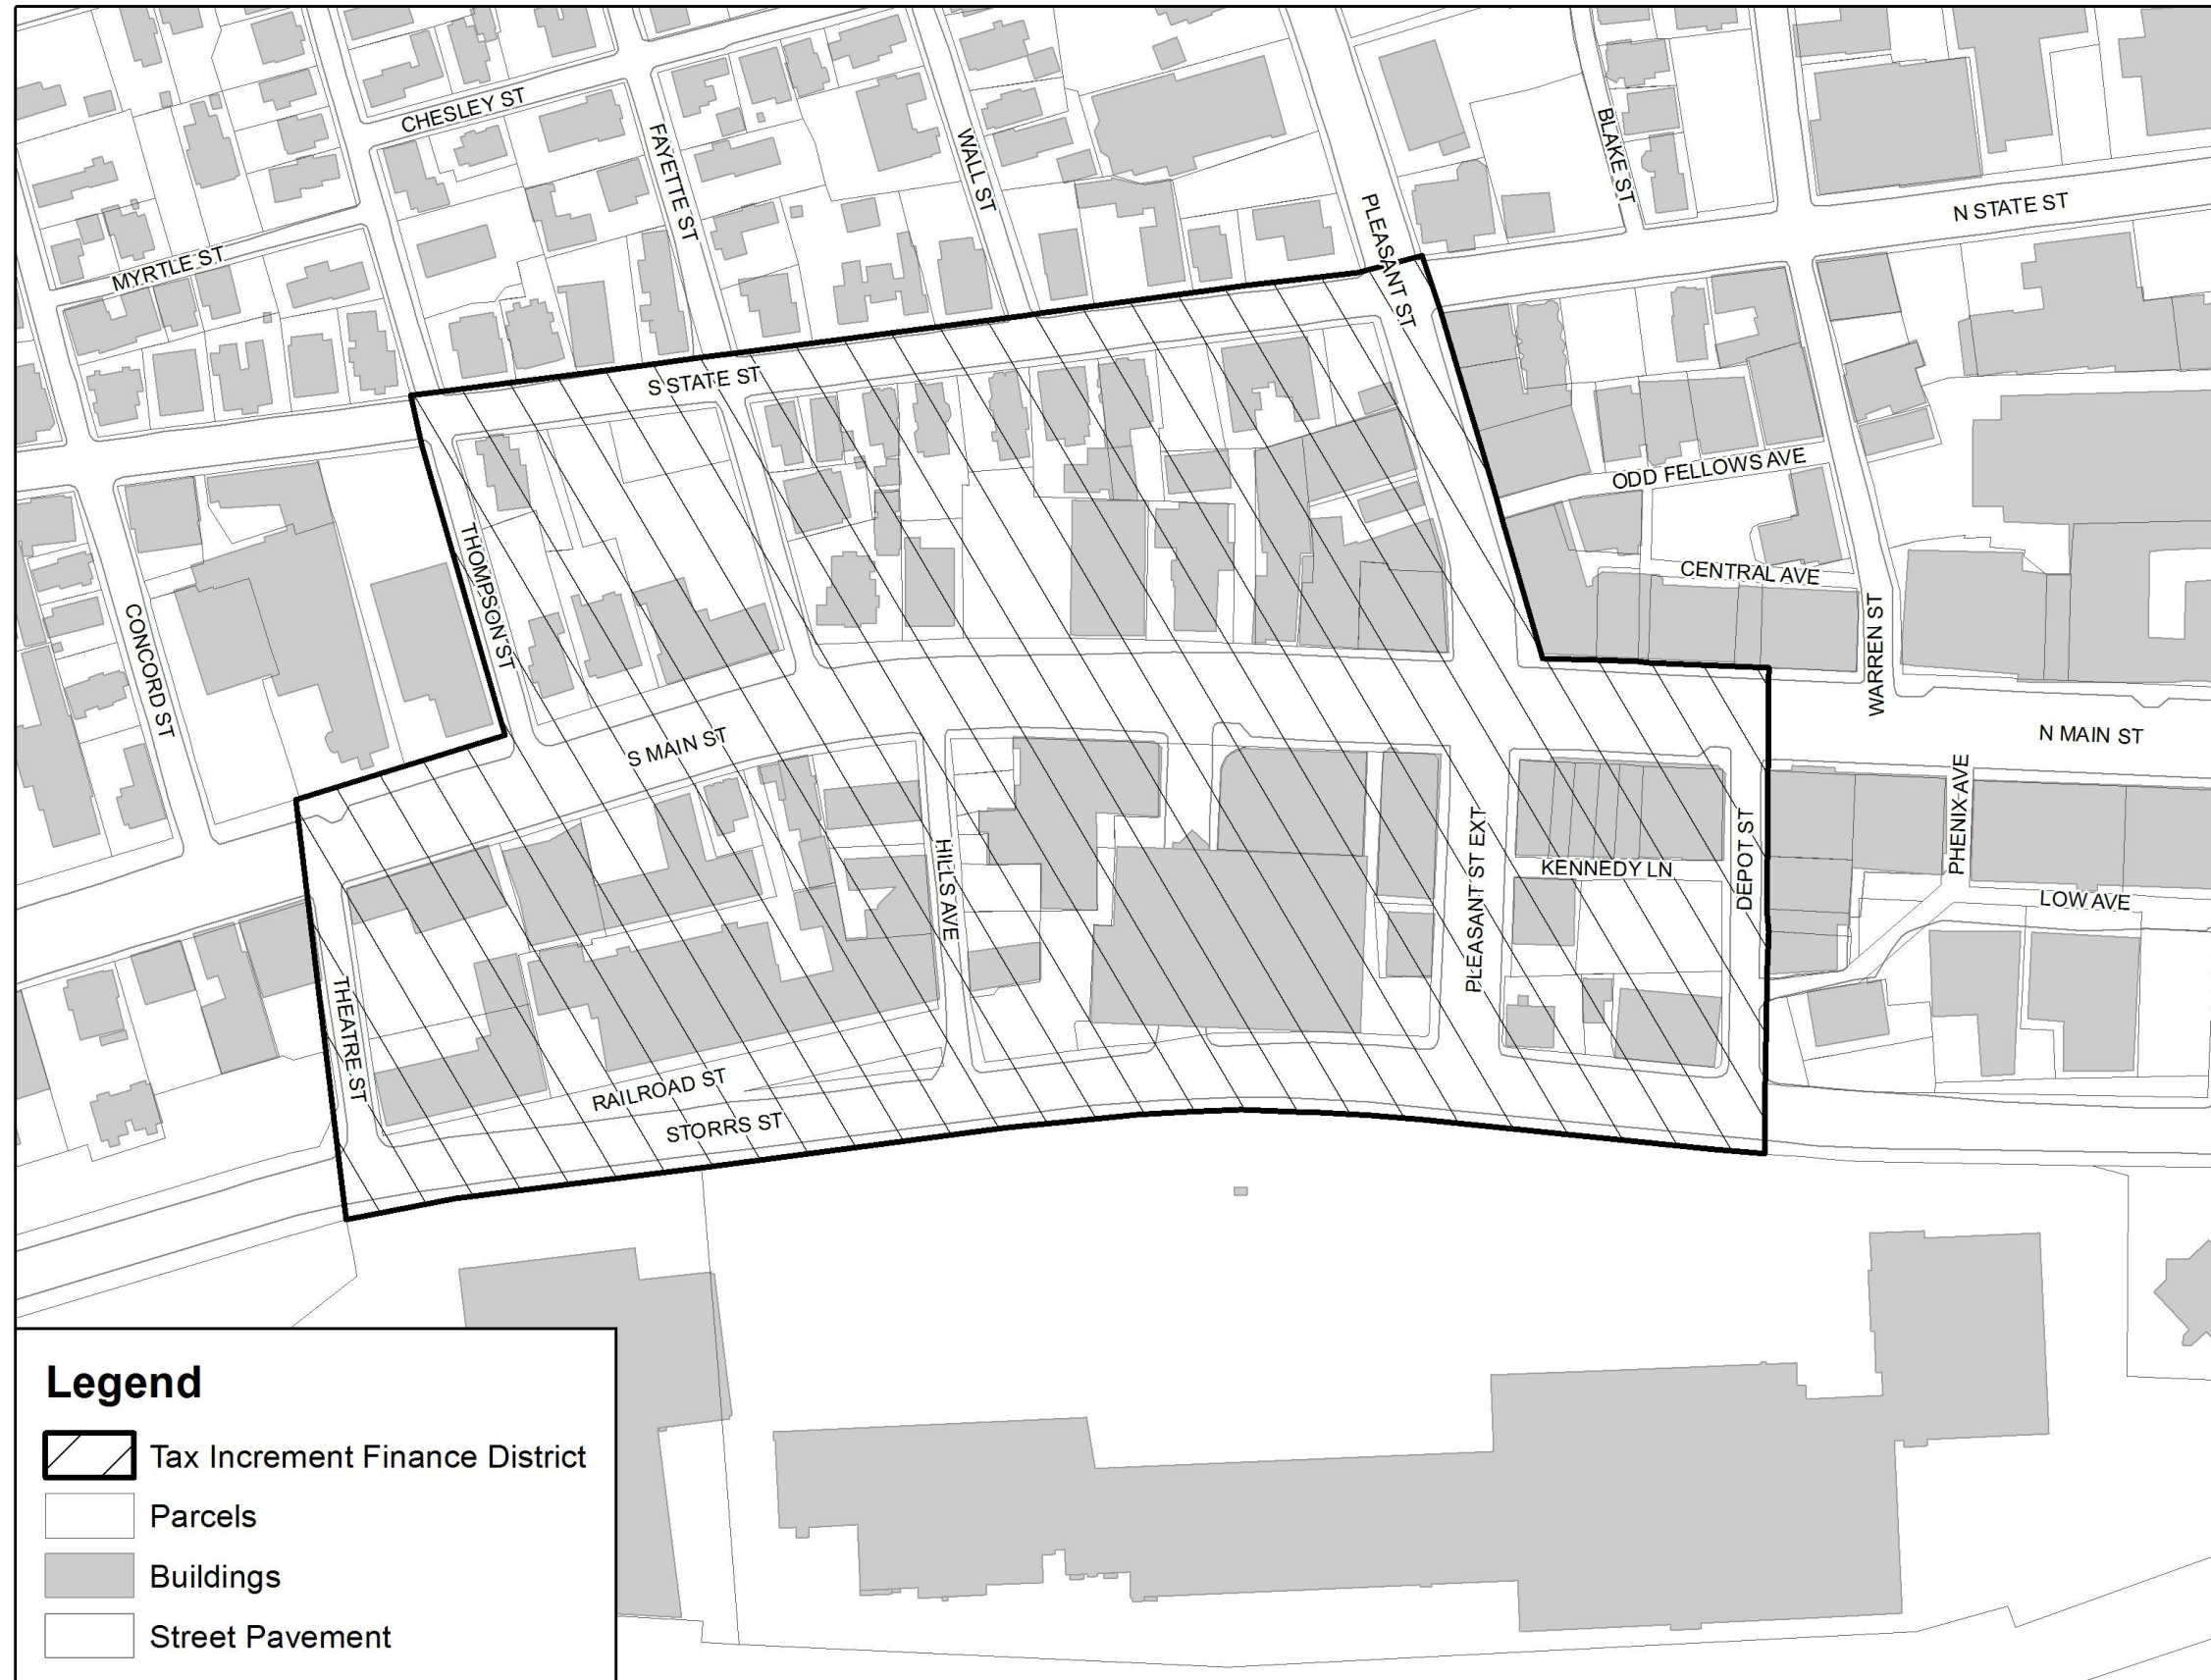 CHESLEY ST
FAYETTE ST
WALL ST
BLAKE ST
PLEASANT ST
N STATE ST
MYRTLE ST
S STATE ST
ODD FELLOWS AVE
CENTRAL AVE
THOMPSON ST
CONCORD ST
WARREN ST
S MAIN ST
N MAIN ST
HILLS AVE
PLEASANT ST EXT
KENNEDY LN
DEPOT ST
PHENIX AVE
LOW AVE
THEATRE ST
RAILROAD ST
STORRS ST
Legend
Tax Increment Finance District
Parcels
Buildings
Street Pavement